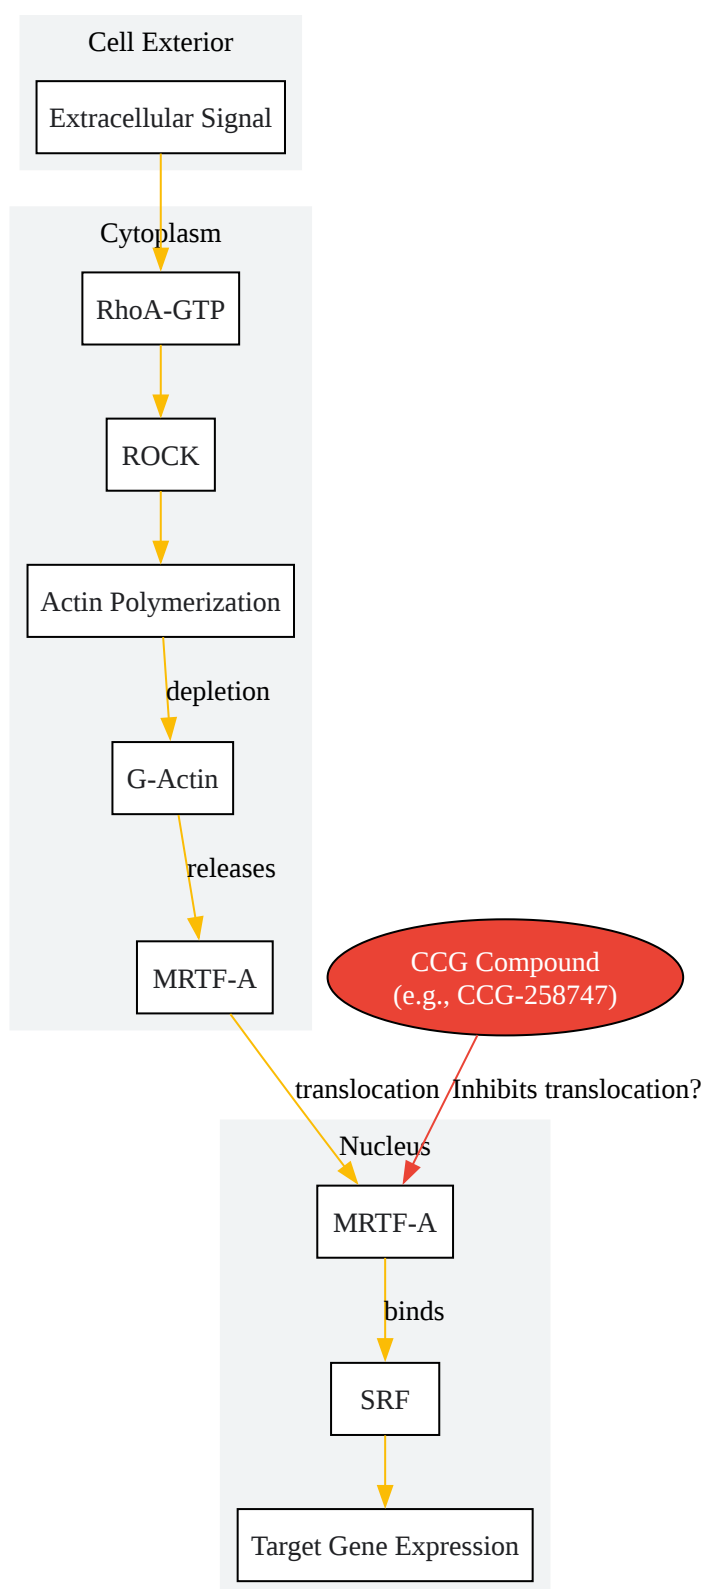 Cell Exterior
Extracellular Signal
Cytoplasm
RhoA-GTP
ROCK
Actin Polymerization
depletion
G-Actin
releases
MRTF-A
CCG Compound
(e.g., CCG-258747)
translocation
Inhibits translocation?
Nucleus
MRTF-A
binds
SRF
Target Gene Expression